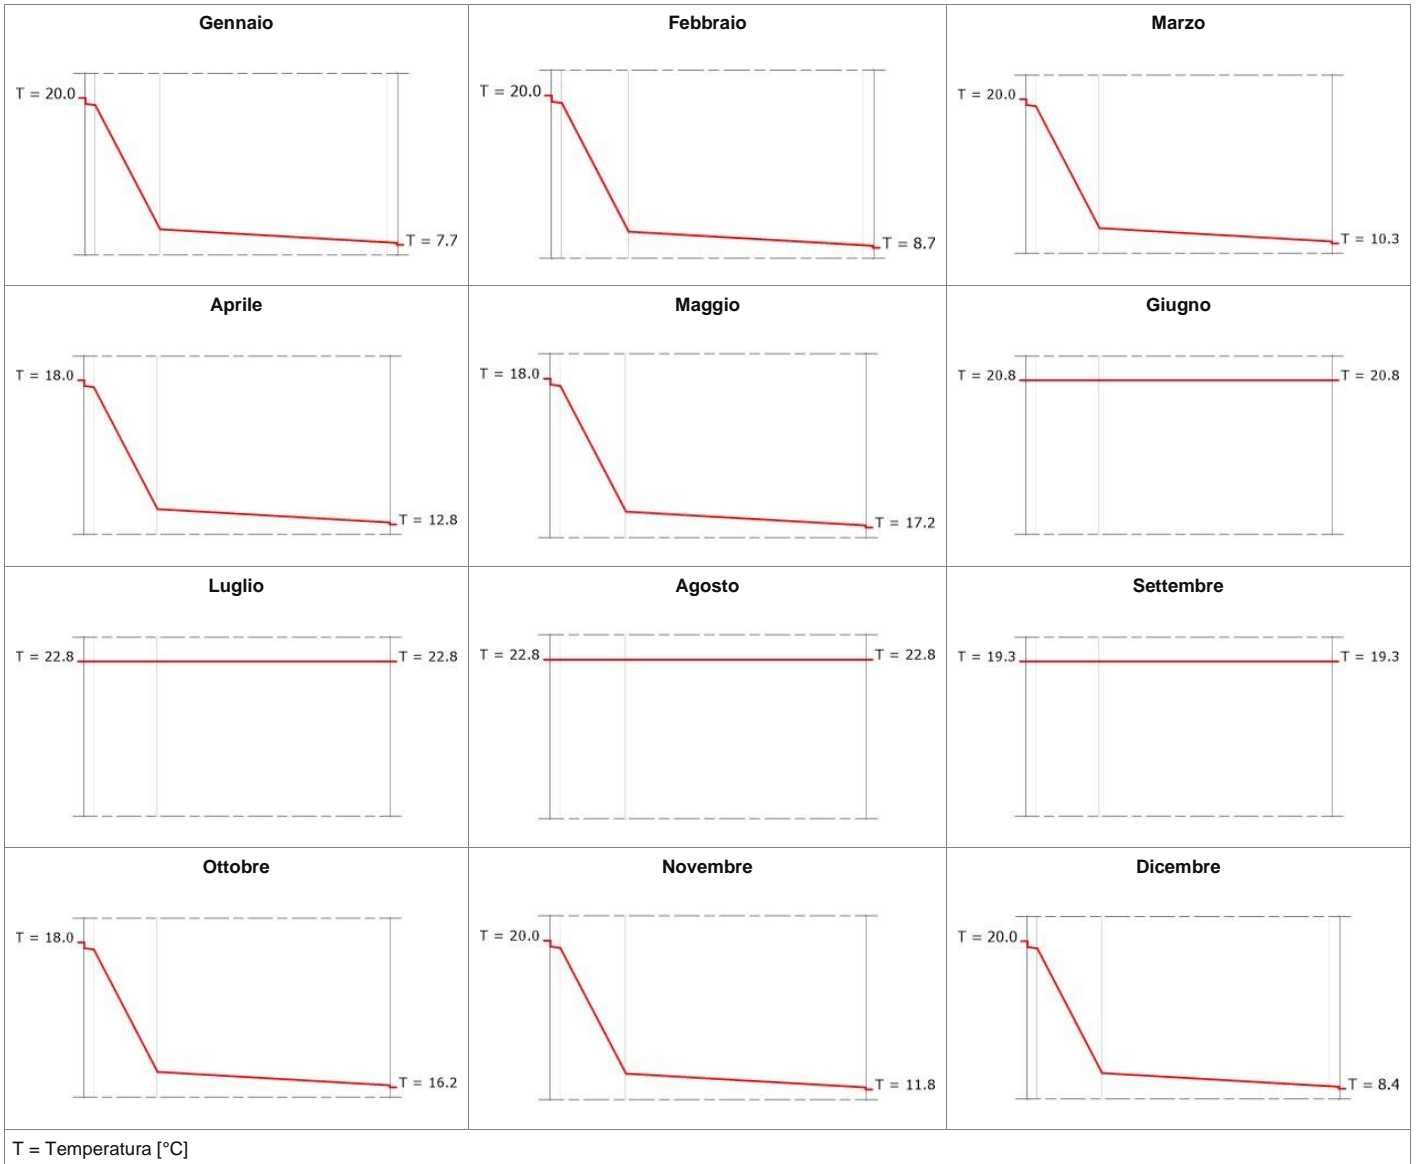 Gennaio
Febbraio
Marzo
T = 20.0
T = 7.7
T = 20.0
T = 8.7
T = 20.0
T = 10.3
Aprile
Maggio
Giugno
T = 18.0
T = 12.8
T = 18.0
T = 17.2
T = 20.8
T = 20.8
Luglio
Agosto
Settembre
T = 22.8
T = 22.8
T = 22.8
T = 22.8
T = 19.3
T = 19.3
Ottobre
Novembre
Dicembre
T = 18.0
T = 16.2
T = 20.0
T = 11.8
T = 20.0
T = 8.4
T = Temperatura [°C]